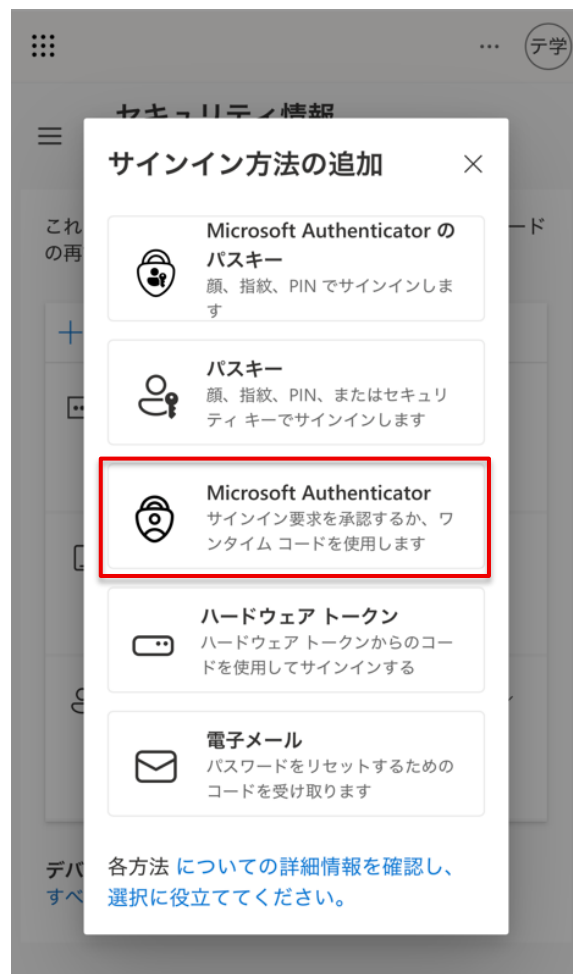 テ学
セキュリティ情報
サインイン方法の追加
これ
ード
の再
Microsoft Authenticator の
パスキー
顔、指紋、PIN でサインインしま
す
パスキー
顔、指紋、PIN、またはセキュリ
ティ キーでサインインします
Microsoft Authenticator
サインイン要求を承認するか、ワ
ンタイム コードを使用します
ハードウェア トークン
ハードウェア トークンからのコー
ドを使用してサインインする
電子メール
パスワードをリセットするための
コードを受け取ります
デバ
すべ
各方法 についての詳細情報を確認し、
選択に役立ててください。